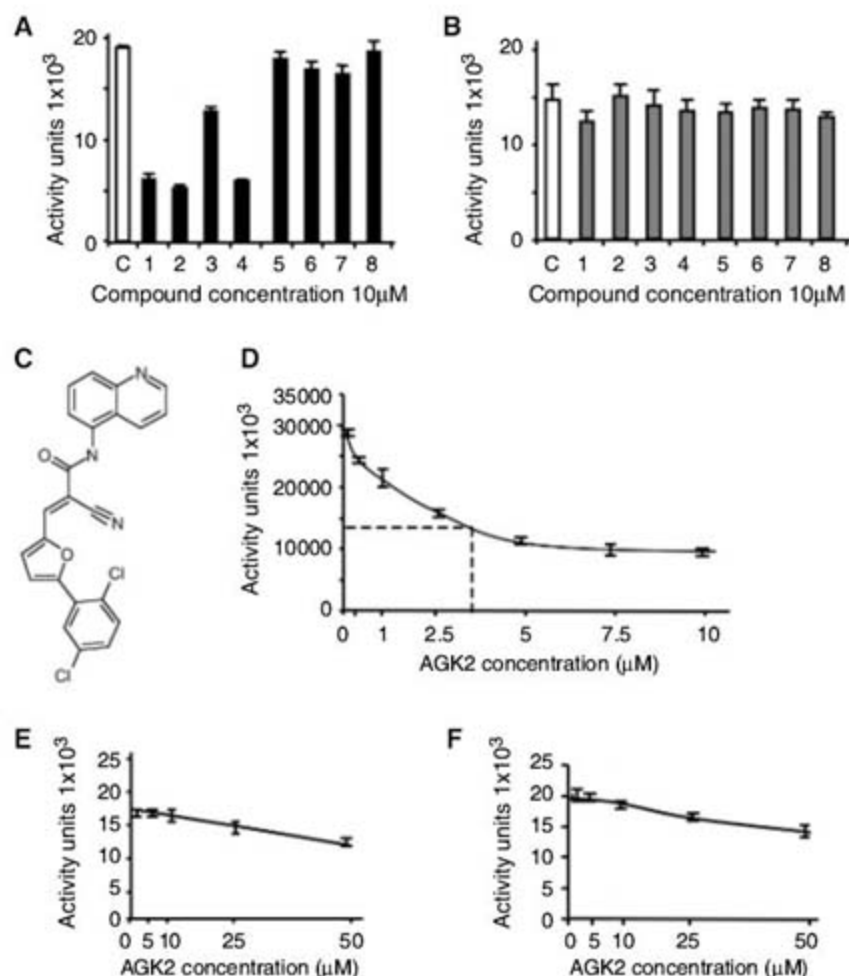 A
Activity units 1x10³
20
10
0
C 1 2 3 4 5 6 7 8
Compound concentration 10μM
B
Activity units 1x10³
20
10
0
C 1 2 3 4 5 6 7 8
Compound concentration 10μM
C
N
O
N
N
O
Cl
Cl
D
Activity units 1x10³
35000
30000
20000
10000
0
0 1 2.5 5 7.5 10
AGK2 concentration (μM)
E
Activity units 1x10³
25
20
15
10
5
0
0 5 10 25 50
AGK2 concentration (μM)
F
Activity units 1x10³
25
20
15
10
5
0
0 5 10 25 50
AGK2 concentration (μM)